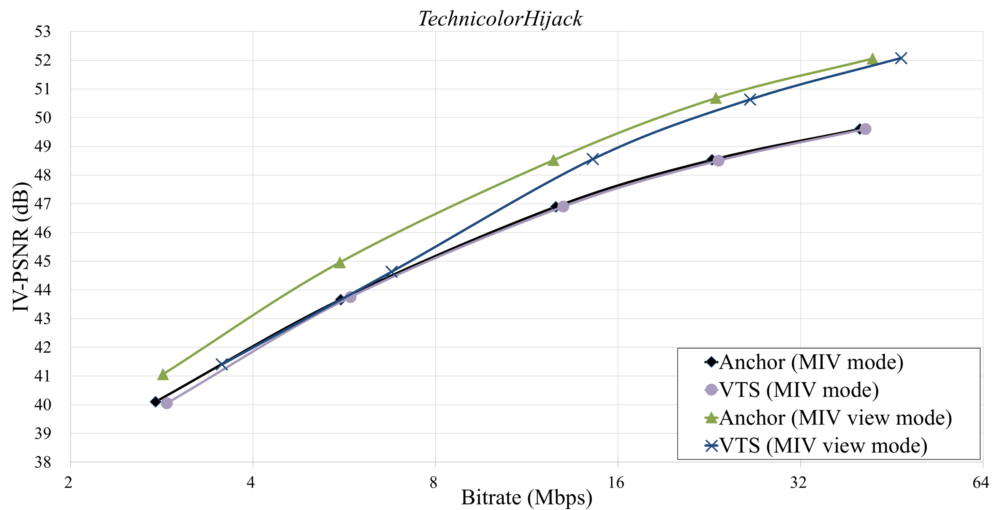 TechnicolorHijack
53
52
51
50
49
48
47
46
45
44
43
42
41
40
39
38
IV-PSNR (dB)
Anchor (MIV mode)
VTS (MIV mode)
Anchor (MIV view mode)
VTS (MIV view mode)
2 4 8 16 32 64
Bitrate (Mbps)